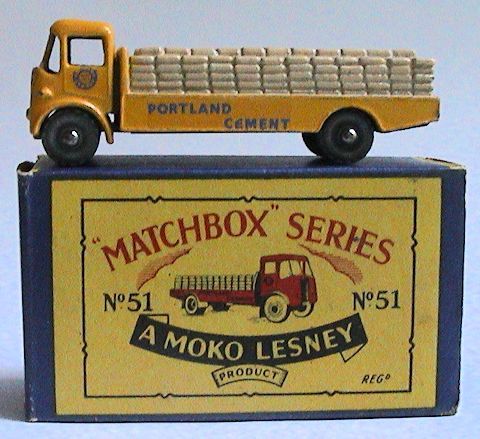 PORTLAND
CEMENT
"MATCHBOX" SERIES
Nº51 Nº51
A MOKO LESNEY
PRODUCT
REGD